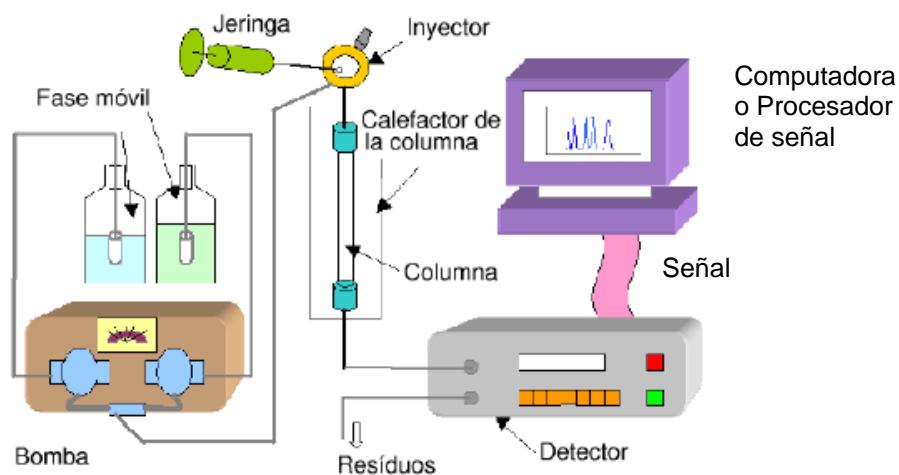 Jeringa
Inyector
Fase móvil
Calefactor de
la columna
Computadora
o Procesador
de señal
Columna
Señal
Bomba
Resíduos
Detector